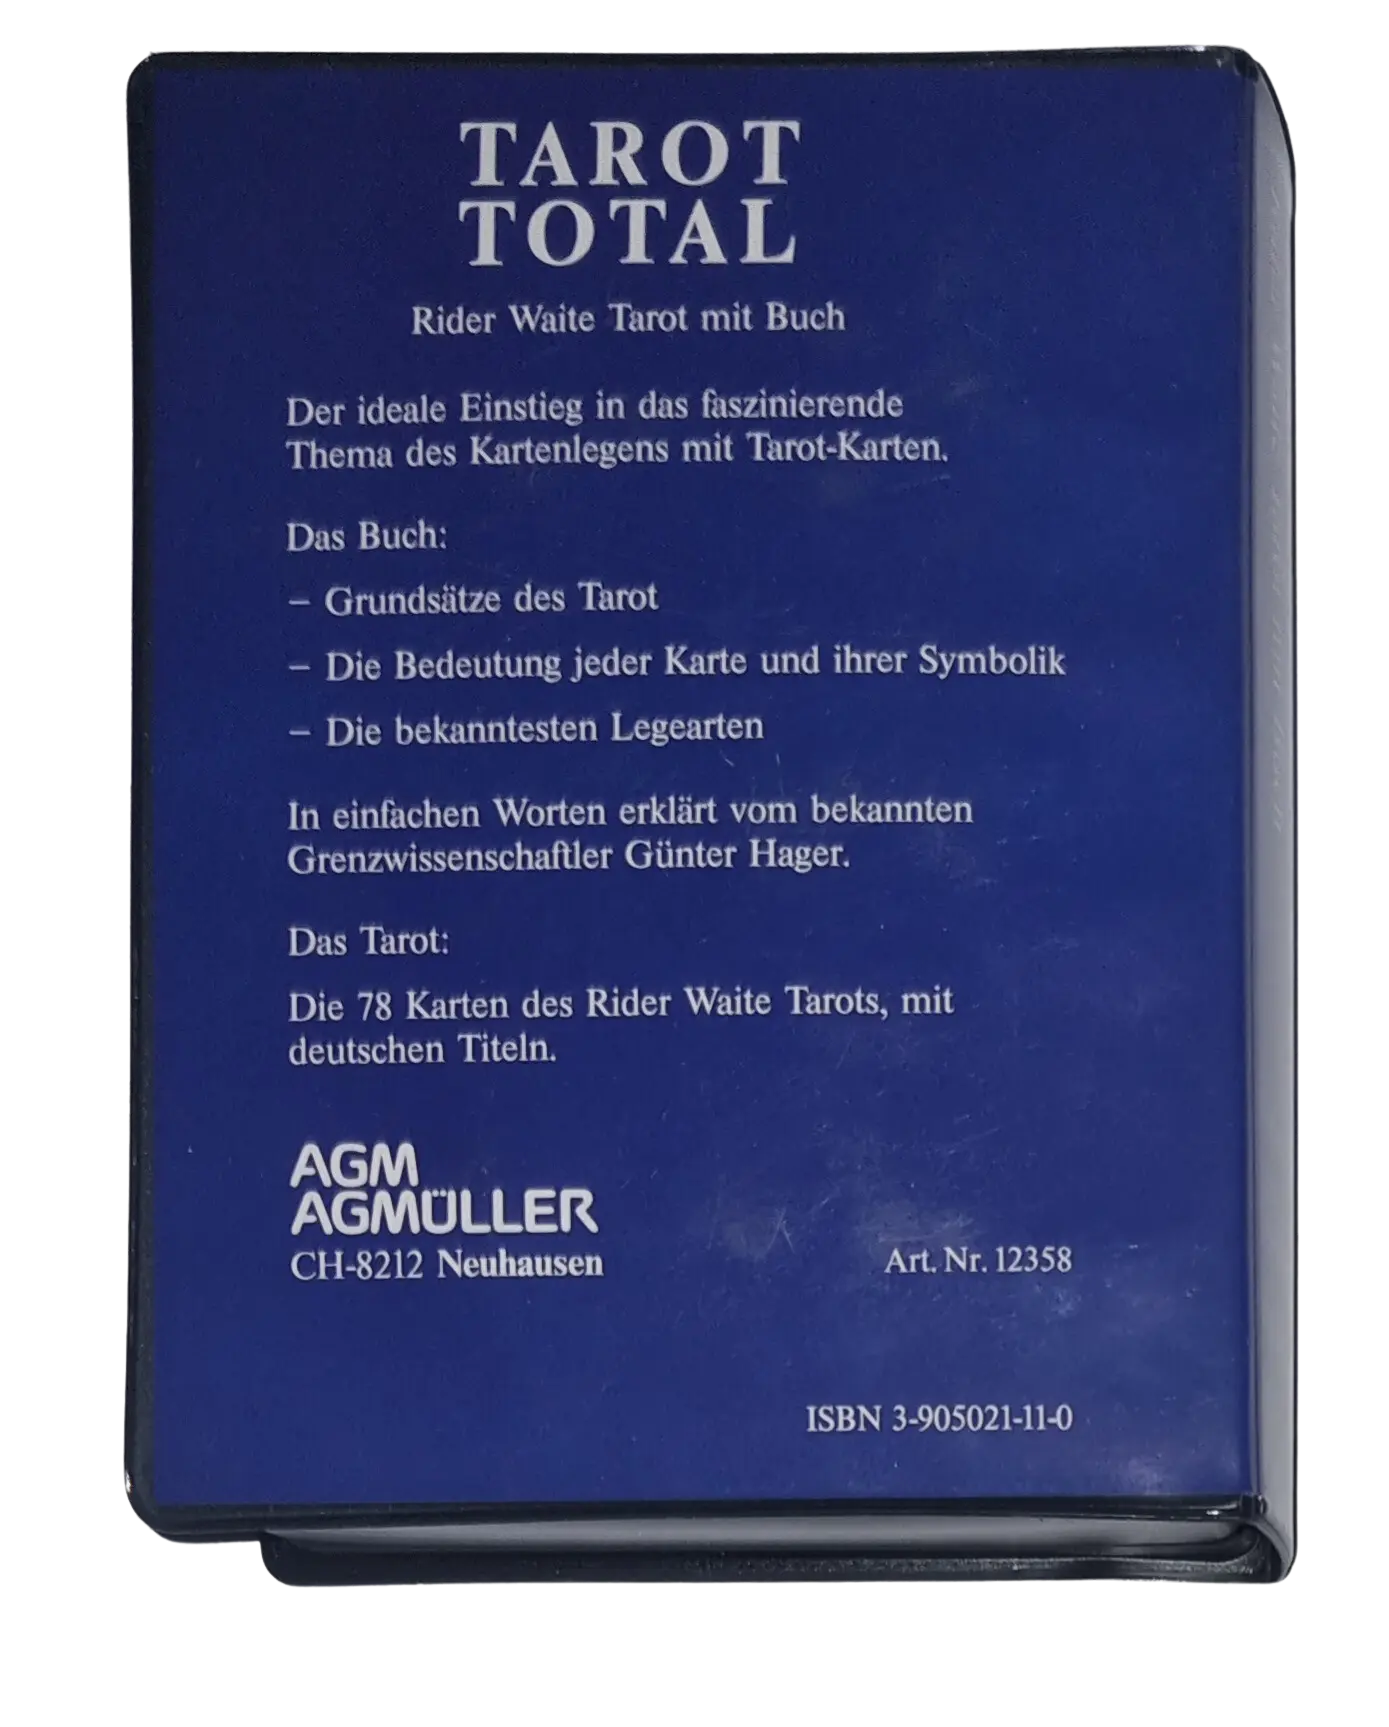 TAROT
TOTAL
Rider Waite Tarot mit Buch
Der ideale Einstieg in das faszinierende
Thema des Kartenlegens mit Tarot-Karten.
Das Buch:
– Grundsätze des Tarot
– Die Bedeutung jeder Karte und ihrer Symbolik
– Die bekanntesten Legearten
In einfachen Worten erklärt vom bekannten
Grenzwissenschaftler Günter Hager.
Das Tarot:
Die 78 Karten des Rider Waite Tarots, mit
deutschen Titeln.
AGM
AGMÜLLER
CH-8212 Neuhausen
Art. Nr. 12358
ISBN 3-905021-11-0